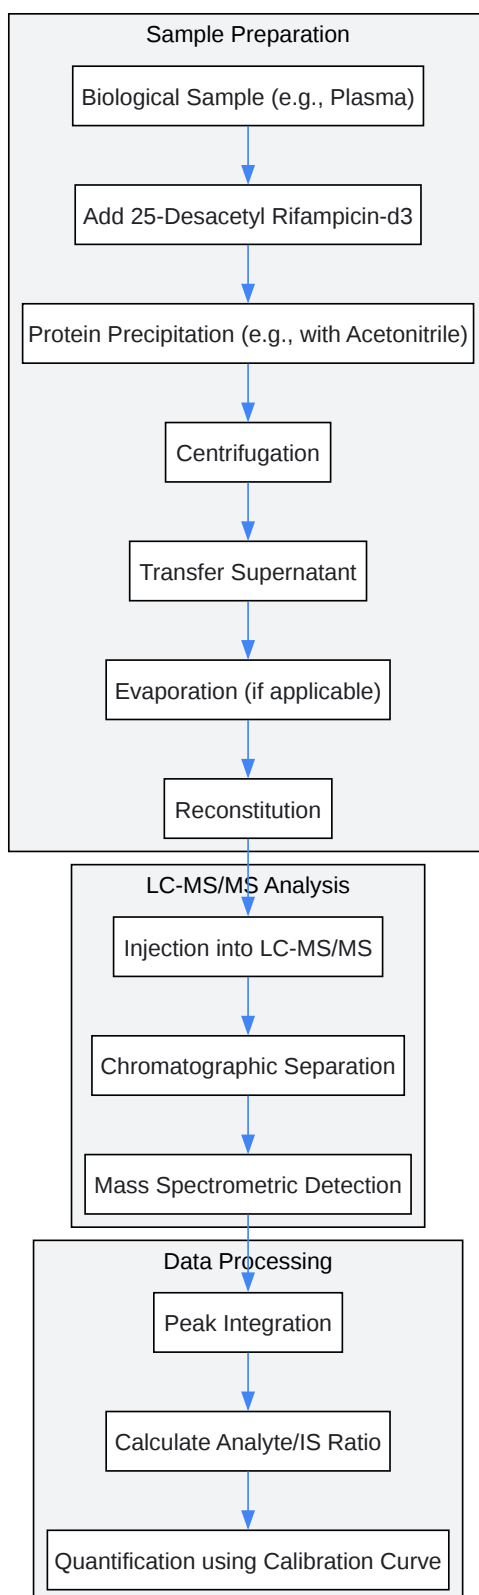 Sample Preparation
Biological Sample (e.g., Plasma)
Add 25-Desacetyl Rifampicin-d3
Protein Precipitation (e.g., with Acetonitrile)
Centrifugation
Transfer Supernatant
Evaporation (if applicable)
Reconstitution
LC-MS/MS Analysis
Injection into LC-MS/MS
Chromatographic Separation
Mass Spectrometric Detection
Data Processing
Peak Integration
Calculate Analyte/IS Ratio
Quantification using Calibration Curve